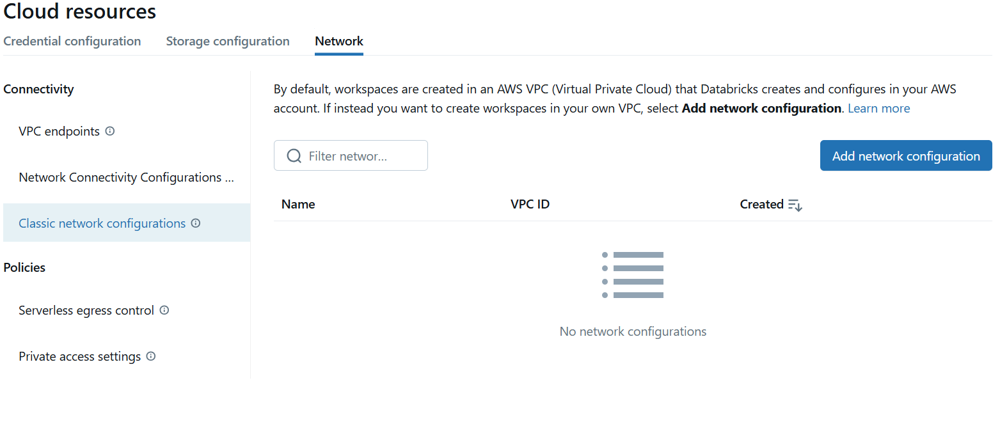 Cloud resources
Credential configuration
Storage configuration
Network
Connectivity
VPC endpoints
Network Connectivity Configurations ...
Classic network configurations
Policies
Serverless egress control
Private access settings
By default, workspaces are created in an AWS VPC (Virtual Private Cloud) that Databricks creates and configures in your AWS
account. If instead you want to create workspaces in your own VPC, select Add network configuration. Learn more
Filter networ...
Add network configuration
Name
VPC ID
Created
No network configurations